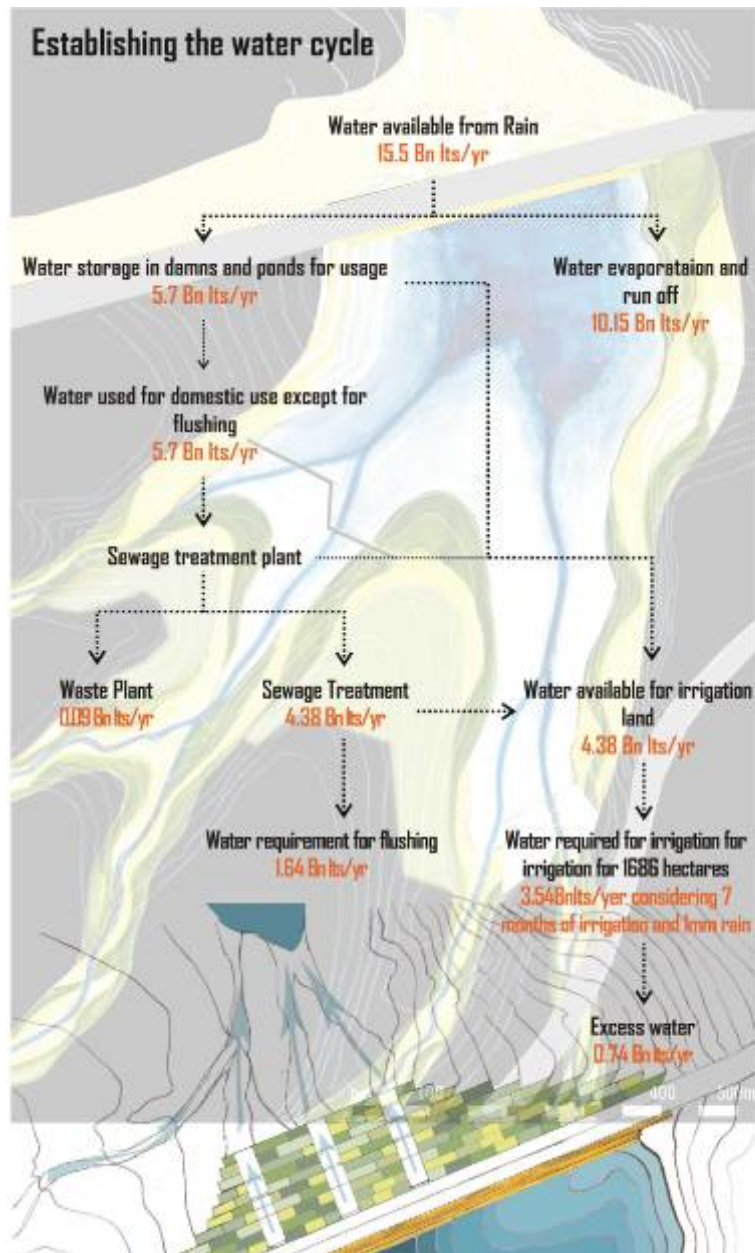 Establishing the water cycle
Water available from Rain
15.5 Bn lts/yr
Water storage in damns and ponds for usage
5.7 Bn lts/yr
Water evaporataion and
run off
10.15 Bn lts/yr
Water used for domestic use except for
flushing
5.7 Bn lts/yr
Sewage treatment plant
Waste Plant
0.09 Bn lts/yr
Sewage Treatment
4.38 Bn lts/yr
Water available for irrigation
land
4.38 Bn lts/yr
Water requirement for flushing
1.64 Bn lts/yr
Water required for irrigation for
irrigation for 1686 hectares
3.54Bnlts/yer considering 7
months of irrigation and 1mm rain
Excess water
0.74 Bn lts/yr
400 500m